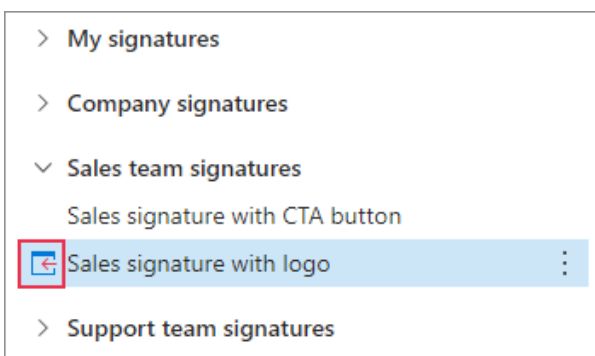 My signatures
Company signatures
Sales team signatures
Sales signature with CTA button
Sales signature with logo
Support team signatures